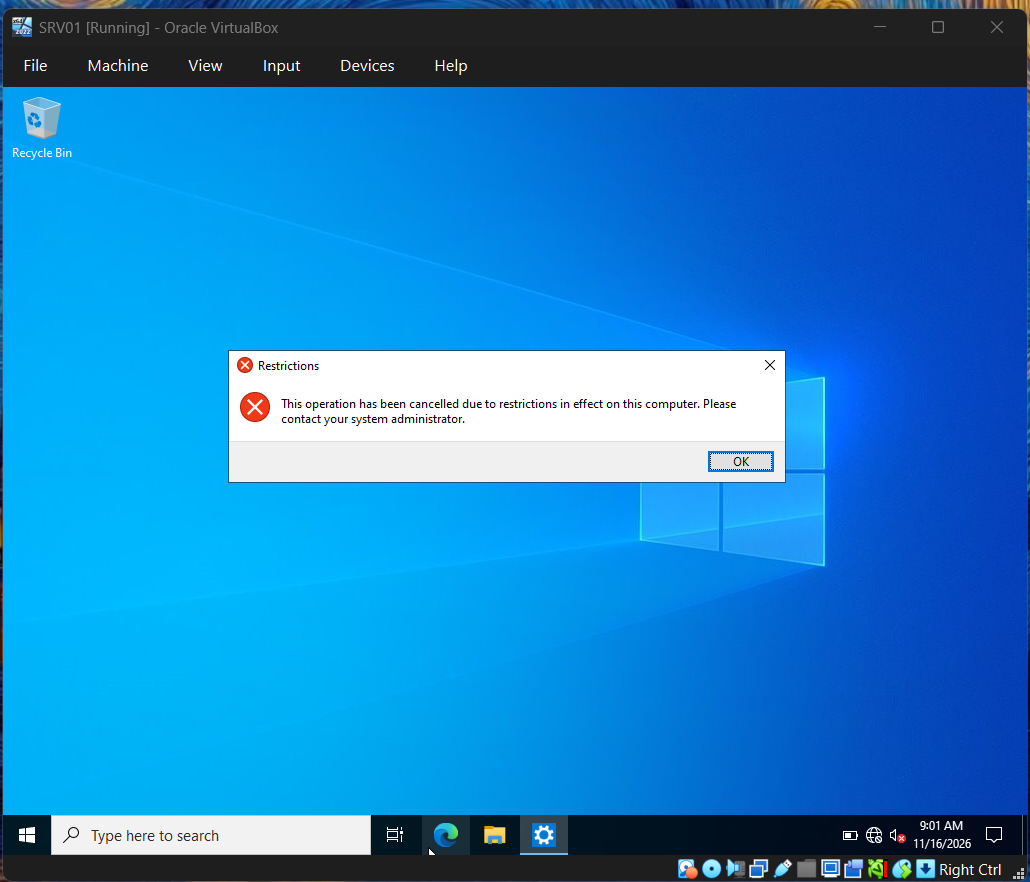 SRV01 [Running] - Oracle VirtualBox
File Machine View Input Devices Help
Recycle Bin
Restrictions
This operation has been cancelled due to restrictions in effect on this computer. Please
contact your system administrator.
OK
Type here to search
9:01 AM
11/16/2026
Right Ctrl